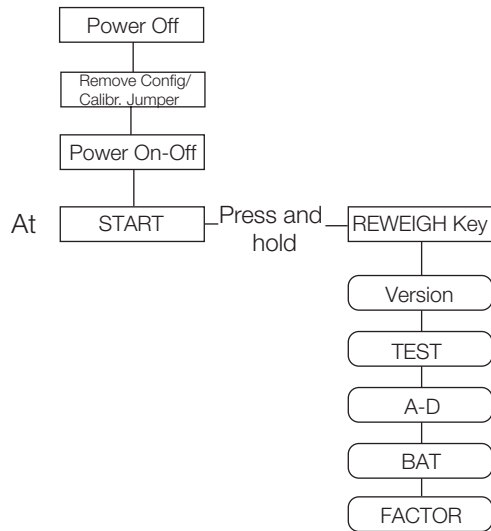 Power Off
Remove Config/
Calibr. Jumper
Power On-Off
At
START
Press and
hold
REWEIGH Key
Version
TEST
A-D
BAT
FACTOR